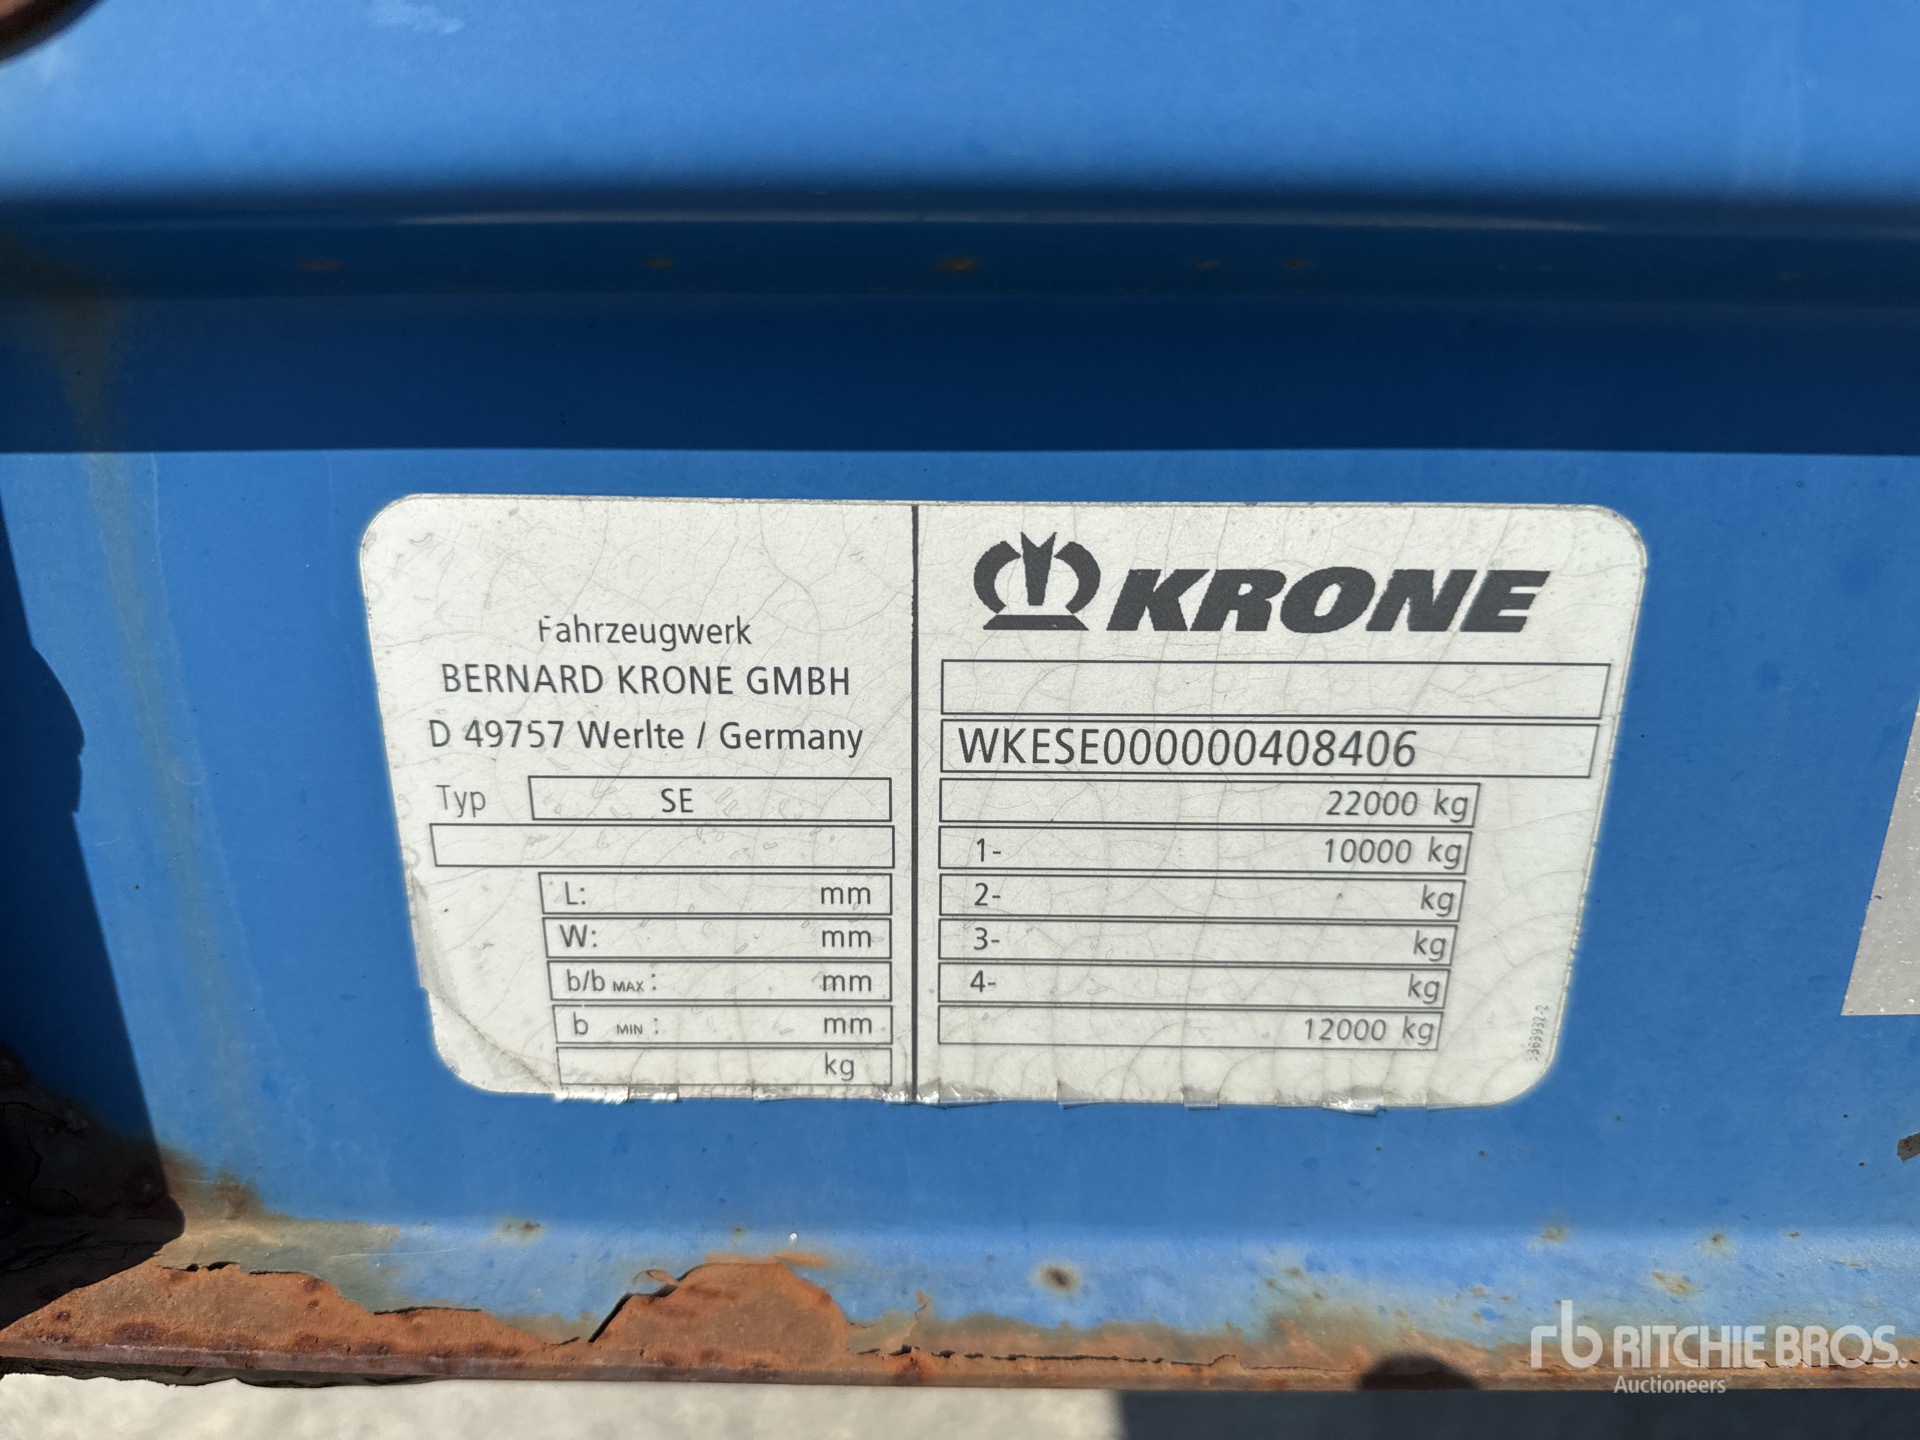 Fahrzeugwerk
BERNARD KRONE GMBH
D 49757 Werlte / Germany
Typ SE
L: mm
W: mm
b/b MAX : mm
b MIN : mm
kg
KRONE
WKESE000000408406
22000 kg
1- 10000 kg
2- kg
3- kg
4- kg
12000 kg
rb RITCHIE BROS.
Auctioneers